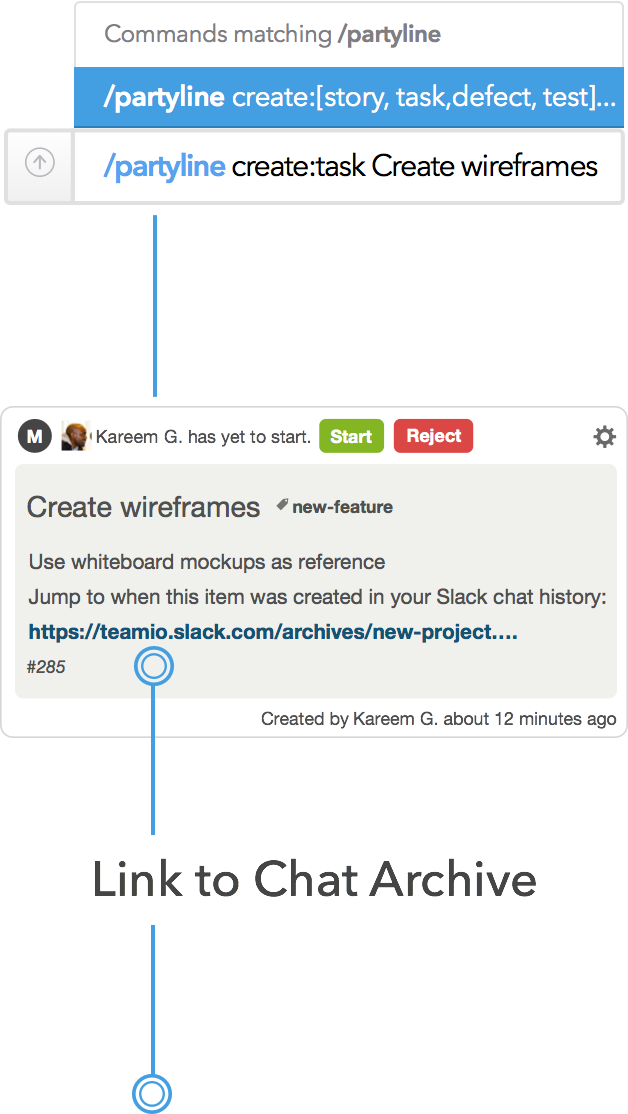 Commands matching /partyline
/partyline create:[story, task,defect, test]...
/partyline create:task Create wireframes
M Kareem G. has yet to start. Start Reject
Create wireframes new-feature
Use whiteboard mockups as reference
Jump to when this item was created in your Slack chat history:
https://teamio.slack.com/archives/new-project....
#285
Created by Kareem G. about 12 minutes ago
Link to Chat Archive